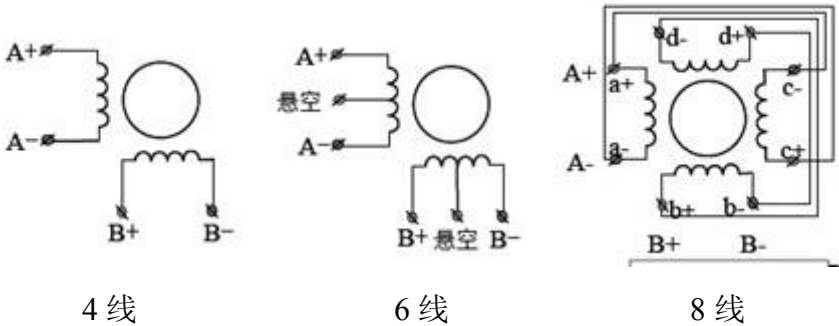 A+
A-
B+ B-
4 线
A+
悬空
A-
B+ 悬空 B-
6 线
d- d+
A+ a+ c-
A- a- c+
b+ b-
B+ B-
8 线